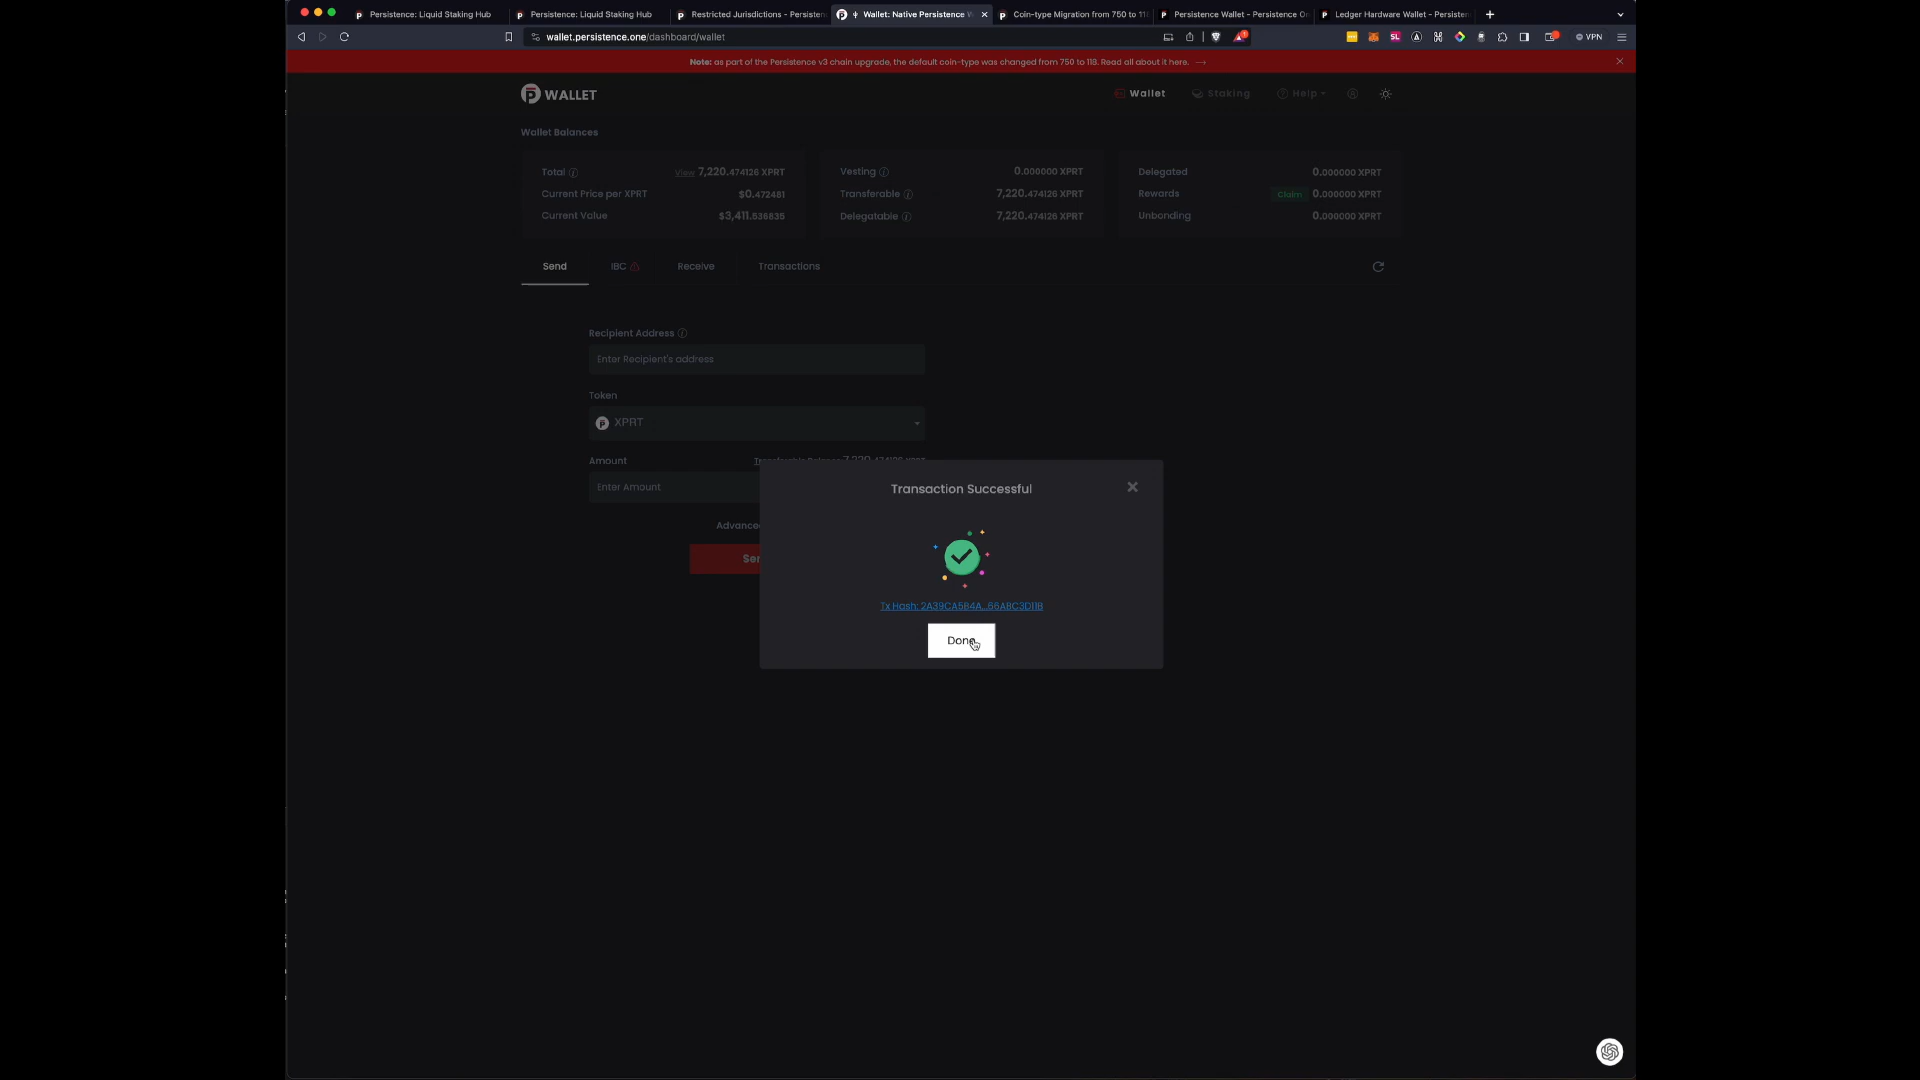 Persistence: Liquid Staking Hub
Persistence: Liquid Staking Hub
Restricted Jurisdictions - Persisten
Wallet: Native Persistence W
Coin-type Migration from 750 to 118
Persistence Wallet - Persistence O
Ledger Hardware Wallet - Persisten
wallet.persistence.one/dashboard/wallet
VPN
Note: as part of the Persistence v3 chain upgrade, the default coin-type was changed from 750 to 118. Read all about it here. →
WALLET
Wallet
Staking
Help
Wallet Balances
Total View 7,220.474126 XPRT
Current Price per XPRT $0.472481
Current Value $3,411.536835
Vesting 0.000000 XPRT
Transferable 7,220.474126 XPRT
Delegatable 7,220.474126 XPRT
Delegated 0.000000 XPRT
Rewards Claim 0.000000 XPRT
Unbonding 0.000000 XPRT
Send
IBC
Receive
Transactions
Recipient Address
Enter Recipient's address
Token
XPRT
Amount Transferable Balance 7,220.474126 XPRT
Enter Amount
Advanced
Sen
Transaction Successful
Tx Hash: 2A39CA5B4A...66ABC3D11B
Done